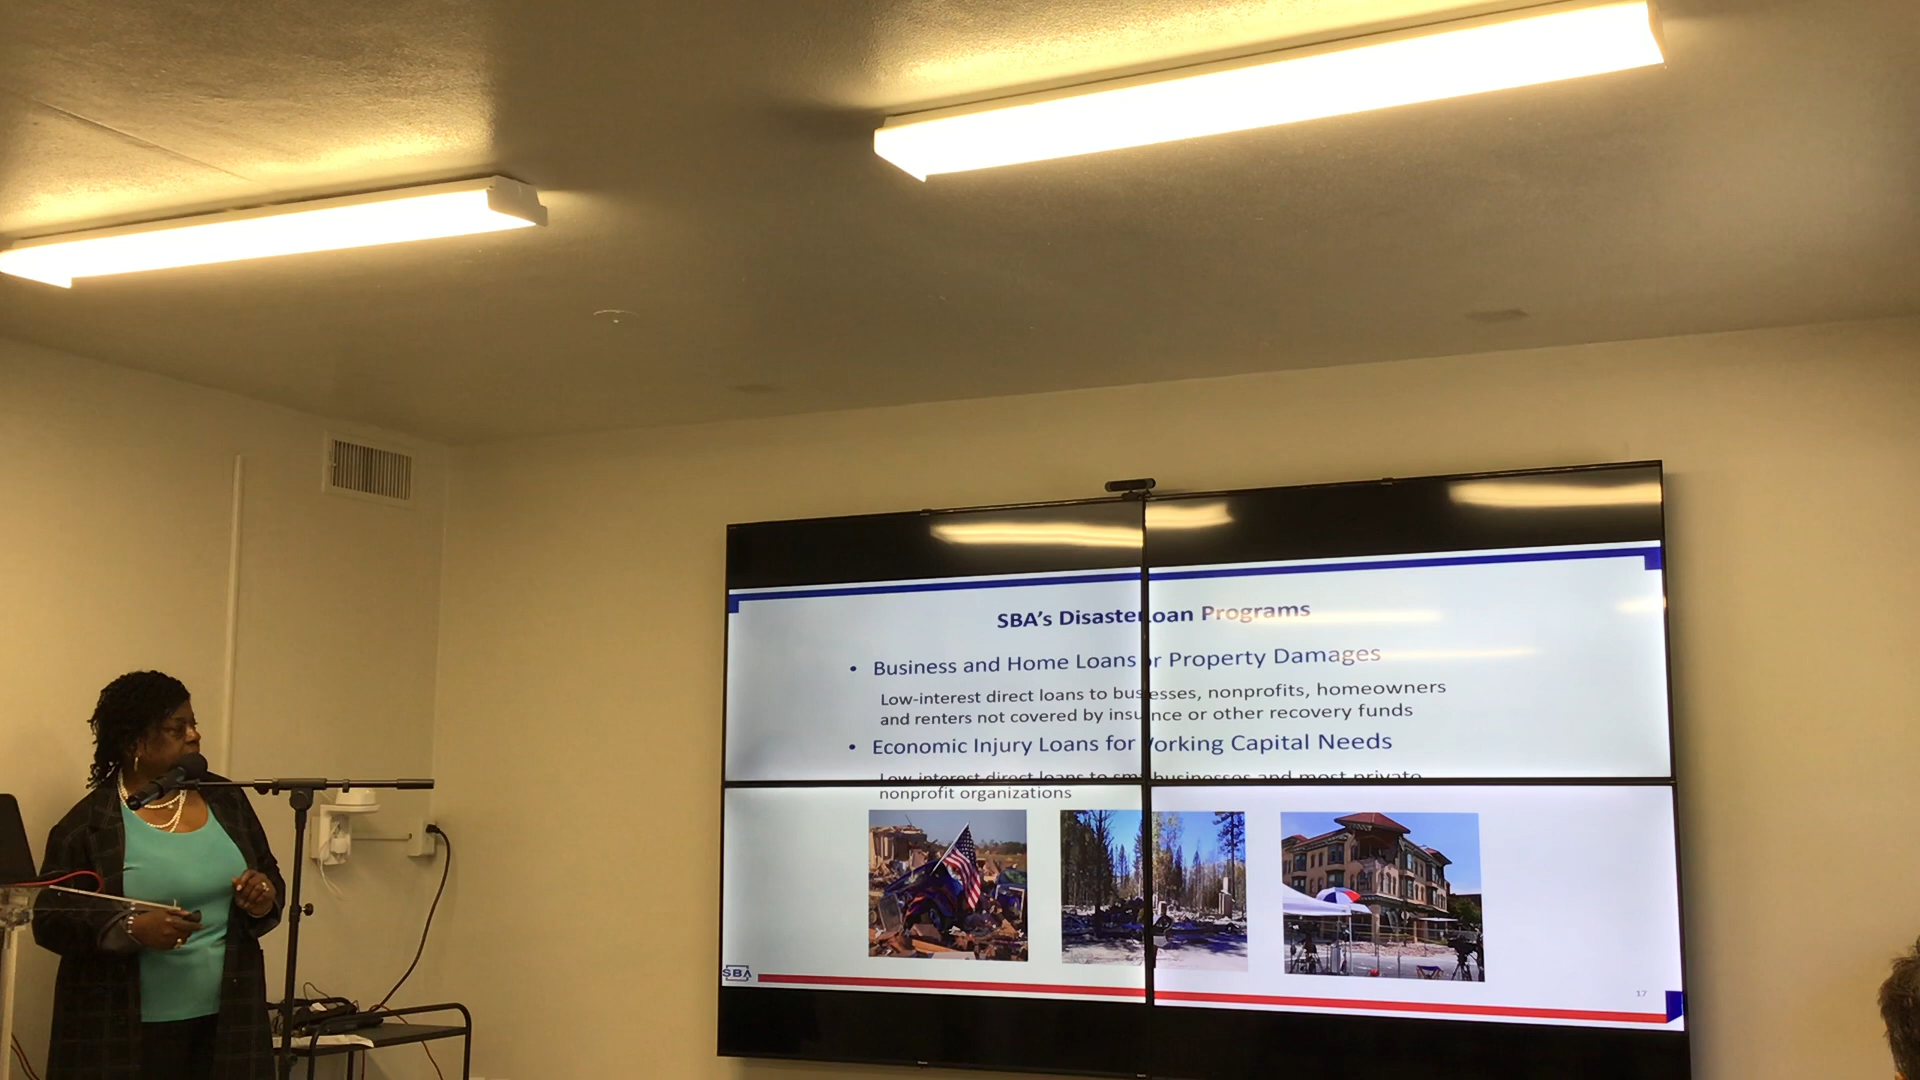 SBA's Disaster Loan Programs
• Business and Home Loans for Property Damages
Low-interest direct loans to businesses, nonprofits, homeowners
and renters not covered by insurance or other recovery funds
• Economic Injury Loans for Working Capital Needs
Low-interest direct loans to small businesses and most private
nonprofit organizations
SBA
17